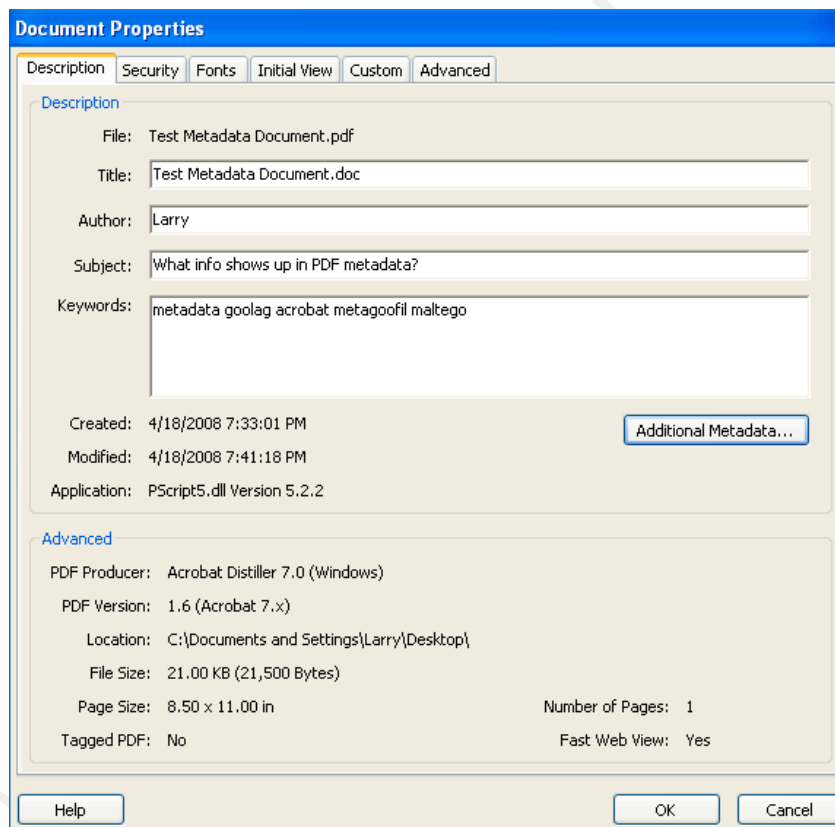 Document Properties
Description Security Fonts Initial View Custom Advanced
Description
File: Test Metadata Document.pdf
Title: Test Metadata Document.doc
Author: Larry
Subject: What info shows up in PDF metadata?
Keywords: metadata goolag acrobat metagoofil maltego
Created: 4/18/2008 7:33:01 PM
Additional Metadata...
Modified: 4/18/2008 7:41:18 PM
Application: PScript5.dll Version 5.2.2
Advanced
PDF Producer: Acrobat Distiller 7.0 (Windows)
PDF Version: 1.6 (Acrobat 7.x)
Location: C:\Documents and Settings\Larry\Desktop\
File Size: 21.00 KB (21,500 Bytes)
Page Size: 8.50 x 11.00 in Number of Pages: 1
Tagged PDF: No Fast Web View: Yes
Help OK Cancel